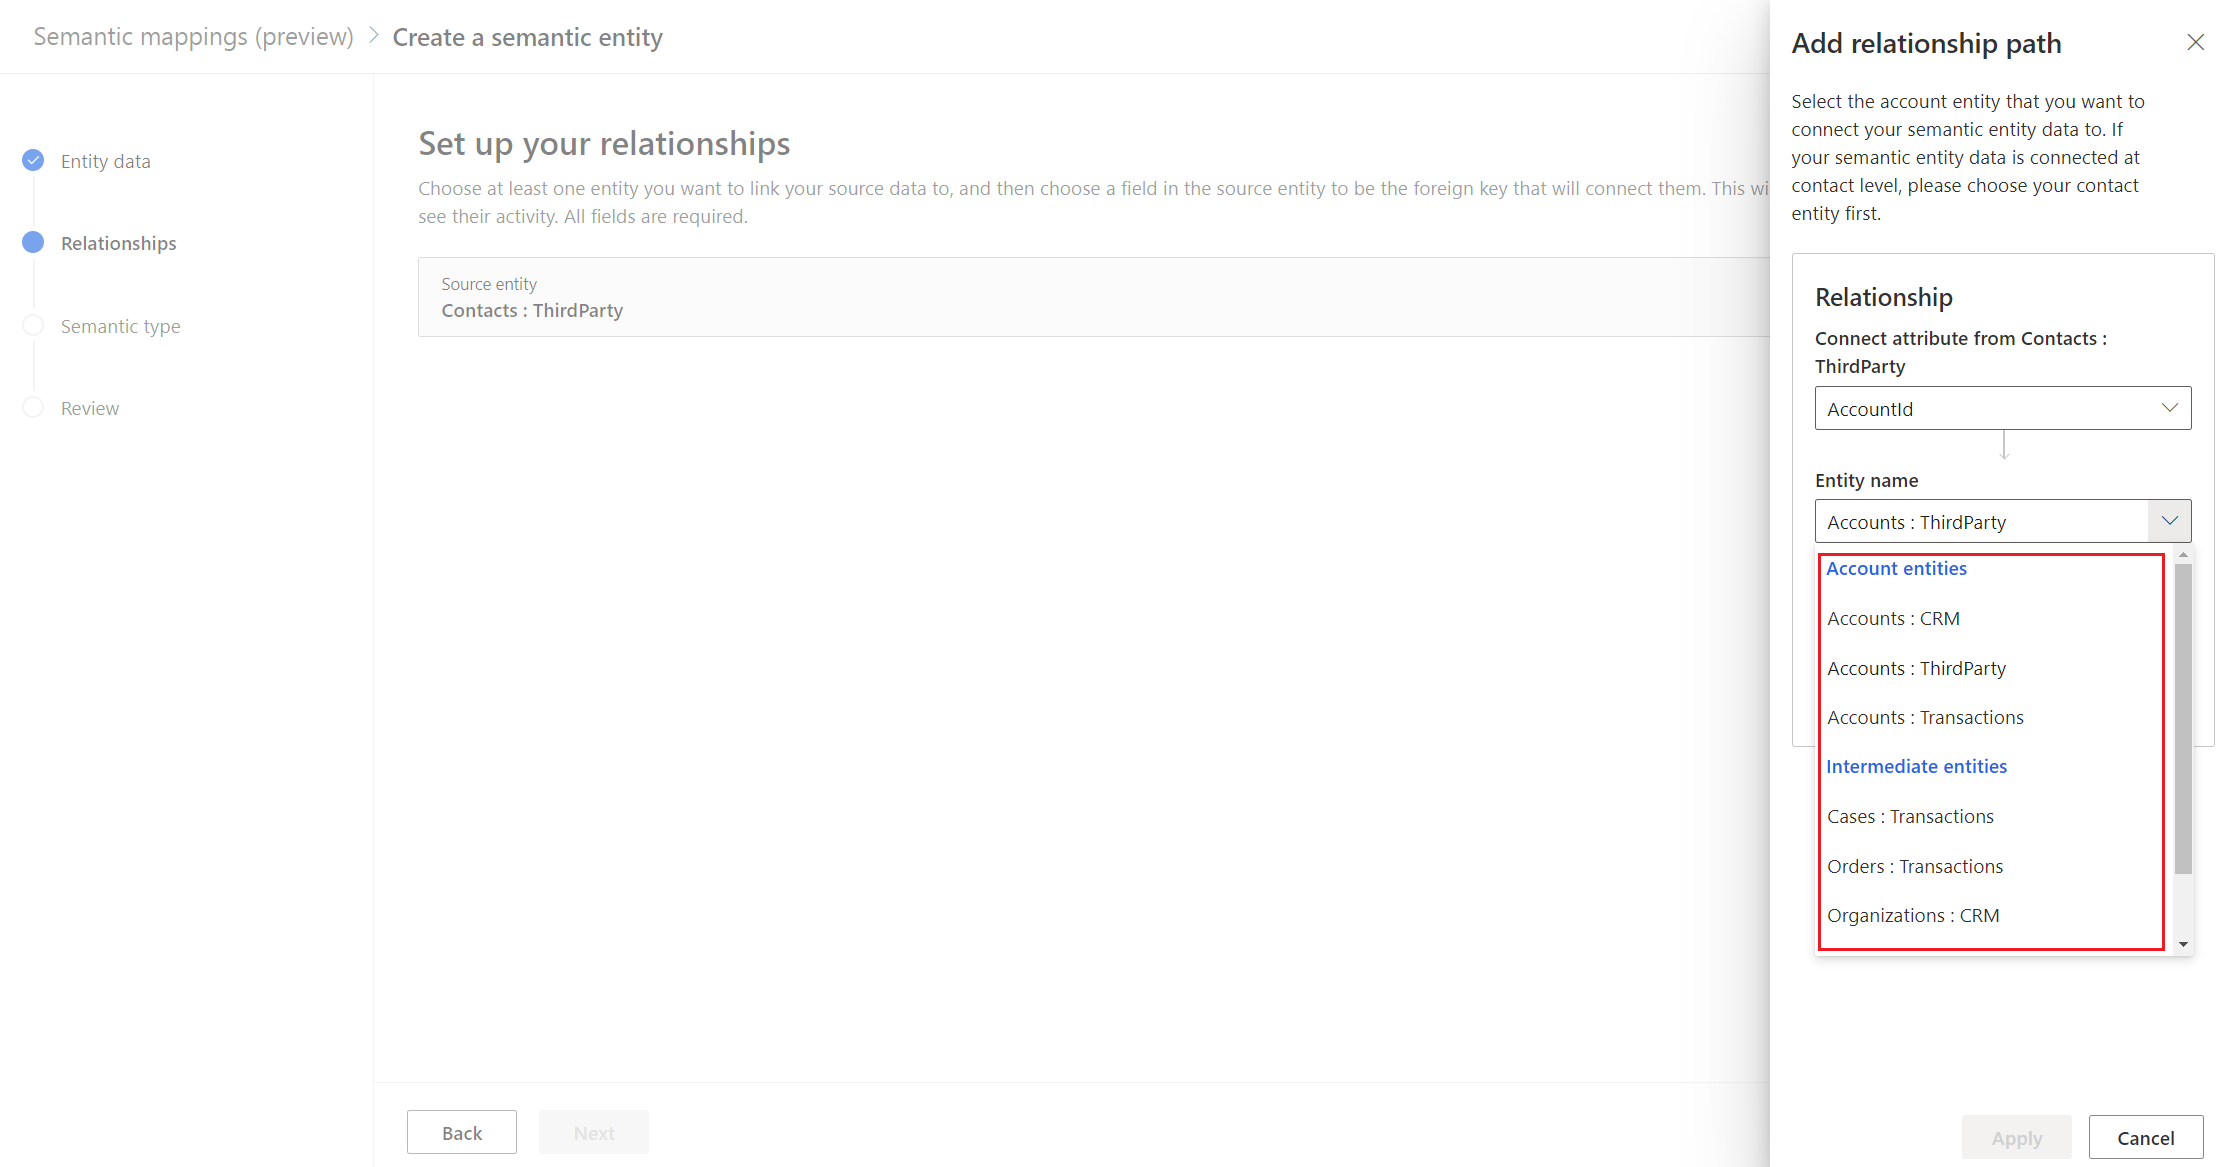 Semantic mappings (preview) > Create a semantic entity
Entity data
Relationships
Semantic type
Review
Set up your relationships
Choose at least one entity you want to link your source data to, and then choose a field in the source entity to be the foreign key that will connect them. This
see their activity. All fields are required.
Source entity
Contacts : ThirdParty
Back
Next
Add relationship path
Select the account entity that you want to
connect your semantic entity data to. If
your semantic entity data is connected at
contact level, please choose your contact
entity first.
Relationship
Connect attribute from Contacts :
ThirdParty
AccountId
Entity name
Accounts : ThirdParty
Account entities
Accounts : CRM
Accounts : ThirdParty
Accounts : Transactions
Intermediate entities
Cases : Transactions
Orders : Transactions
Organizations : CRM
Apply
Cancel